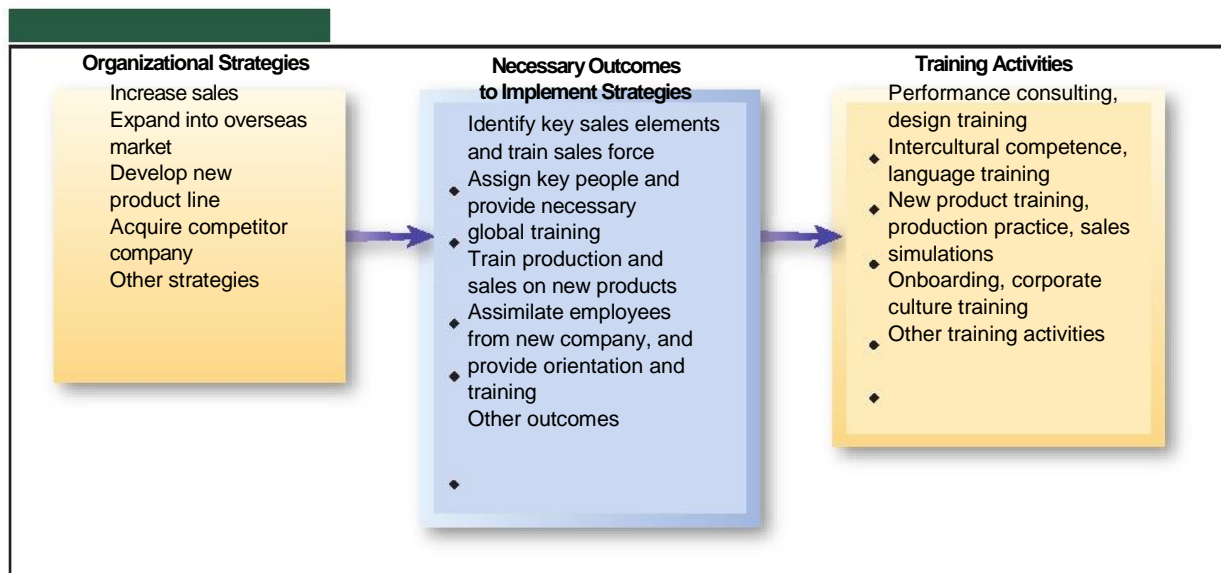 Organizational Strategies
Increase sales
Expand into overseas
market
Develop new
product line
Acquire competitor
company
Other strategies
Necessary Outcomes
to Implement Strategies
Identify key sales elements
and train sales force
Assign key people and
provide necessary
global training
Train production and
sales on new products
Assimilate employees
from new company, and
provide orientation and
training
Other outcomes
Training Activities
Performance consulting,
design training
Intercultural competence,
language training
New product training,
production practice, sales
simulations
Onboarding, corporate
culture training
Other training activities